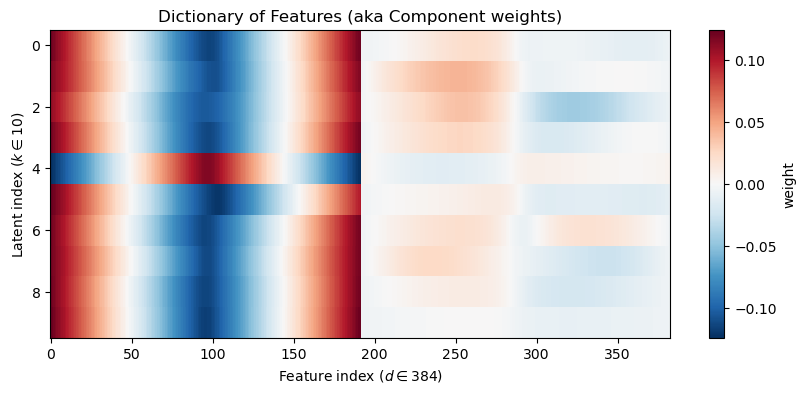 Dictionary of Features (aka Component weights)
0
2
4
6
8
Latent index (k ∈ 10)
0 50 100 150 200 250 300 350
Feature index (d ∈ 384)
0.10
0.05
0.00
−0.05
−0.10
weight